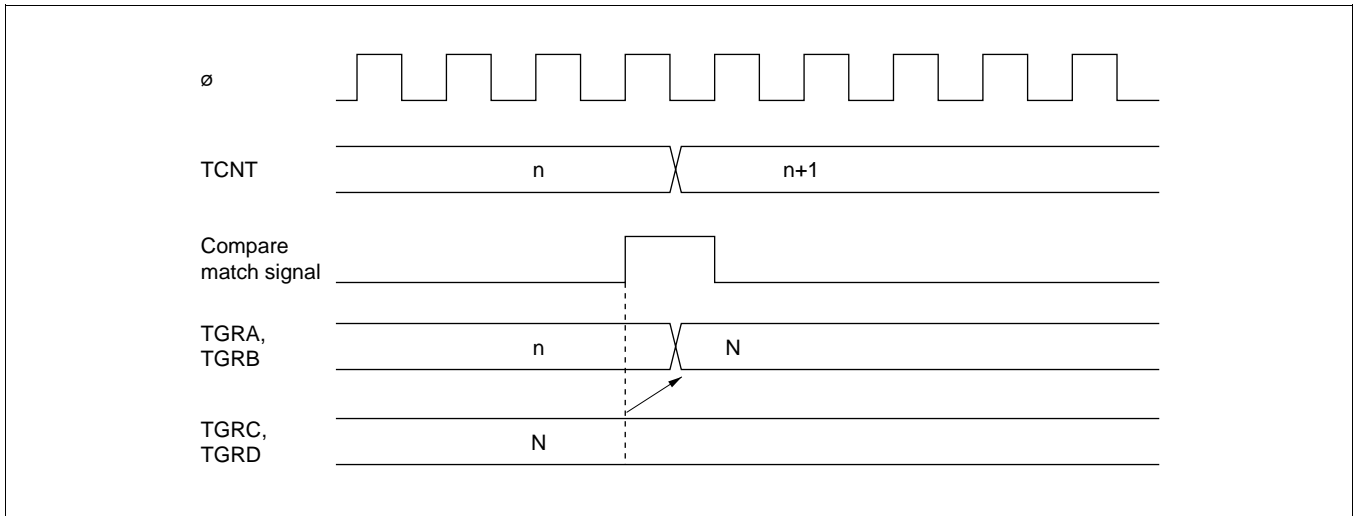 ø
TCNT
n
n+1
Compare
match signal
TGRA,
TGRB
n
N
TGRC,
TGRD
N